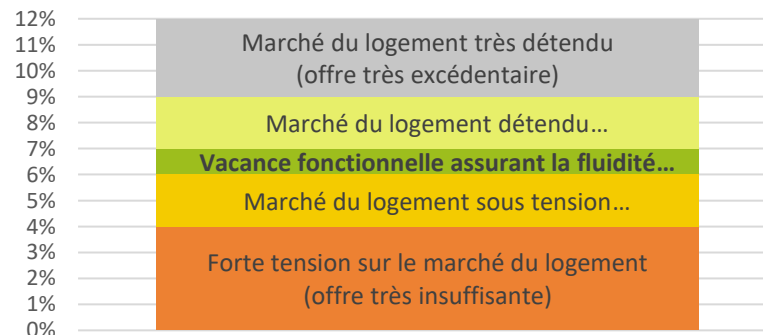 12%
11%
10%
9%
8%
7%
6%
5%
4%
3%
2%
1%
0%
Marché du logement très détendu
(offre très excédentaire)
Marché du logement détendu…
Vacance fonctionnelle assurant la fluidité…
Marché du logement sous tension…
Forte tension sur le marché du logement
(offre très insuffisante)